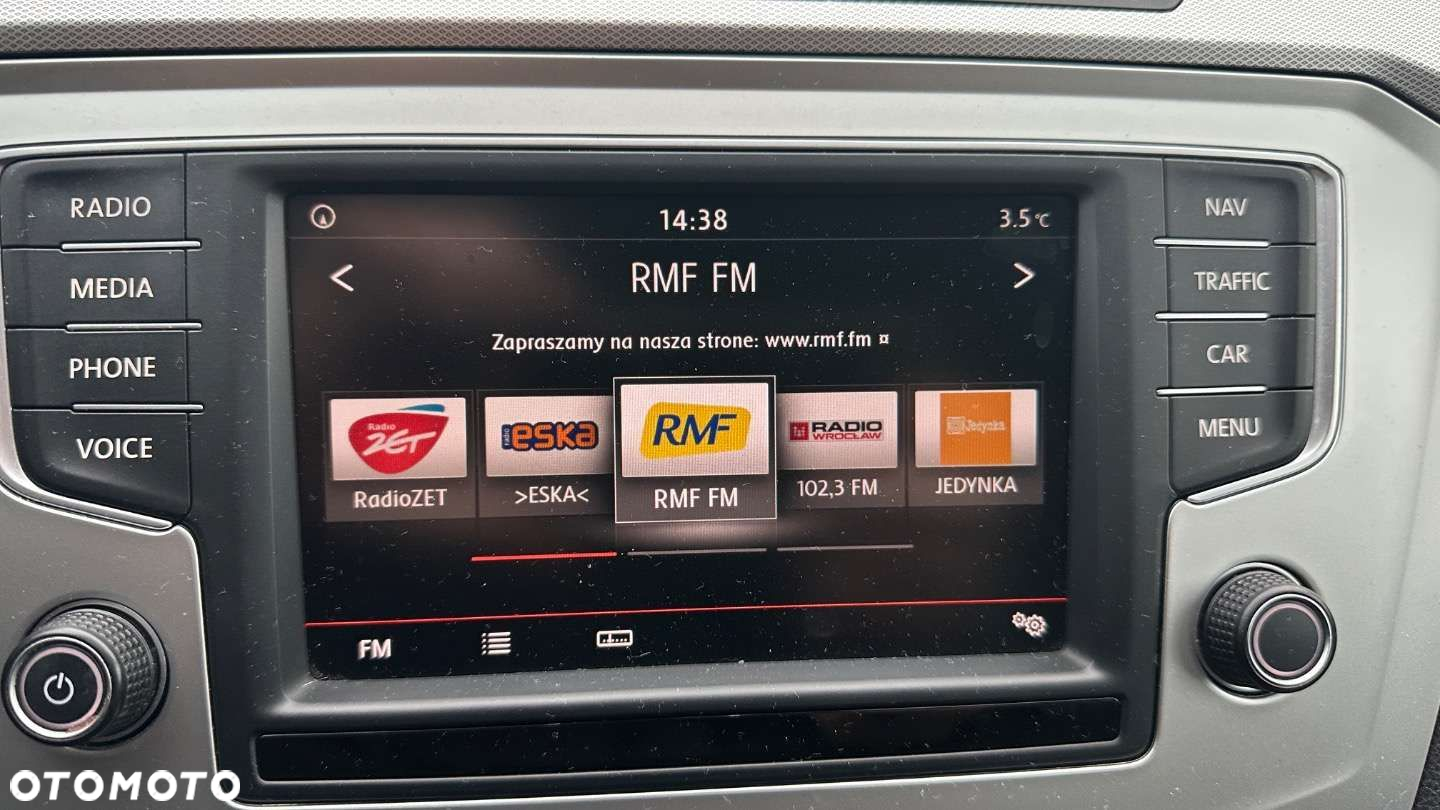 RADIO
MEDIA
PHONE
VOICE
14:38
3.5°C
RMF FM
Zapraszamy na nasza strone: www.rmf.fm ¤
Radio ZET
radio eska
RMF
RADIO WROCŁAW
Jedynka
RadioZET
>ESKA<
RMF FM
102,3 FM
JEDYNKA
FM
NAV
TRAFFIC
CAR
MENU
OTOMOTO